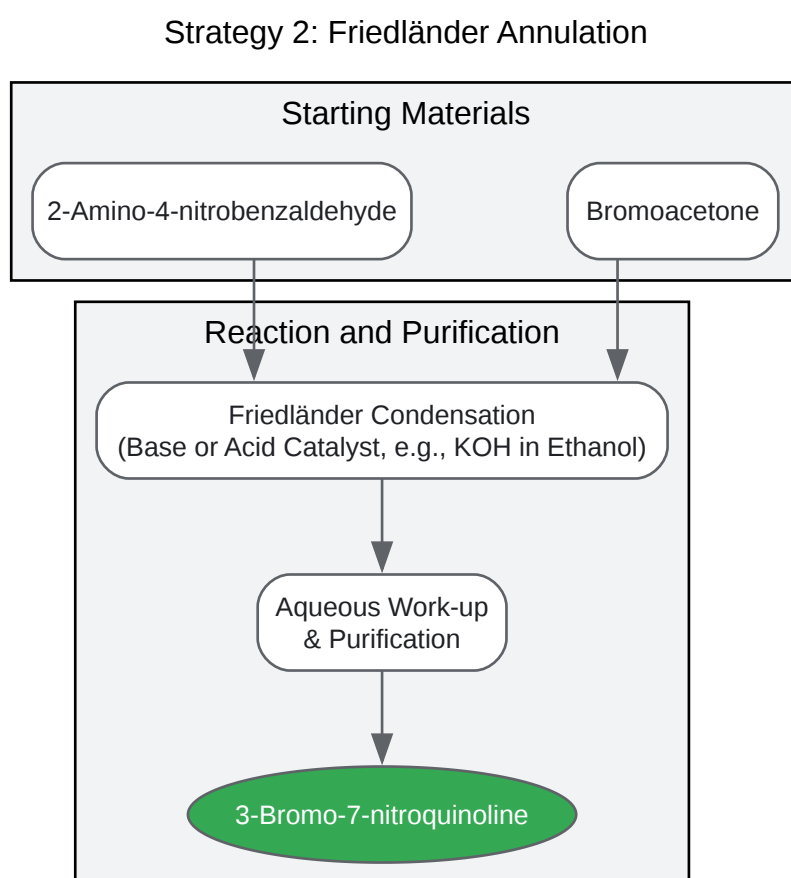 Strategy 2: Friedländer Annulation
Starting Materials
2-Amino-4-nitrobenzaldehyde
Bromoacetone
Reaction and Purification
Friedländer Condensation
(Base or Acid Catalyst, e.g., KOH in Ethanol)
Aqueous Work-up
& Purification
3-Bromo-7-nitroquinoline